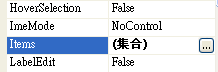 HoverSelection False
ImeMode NoControl
Items (集合) ...
LabelEdit False